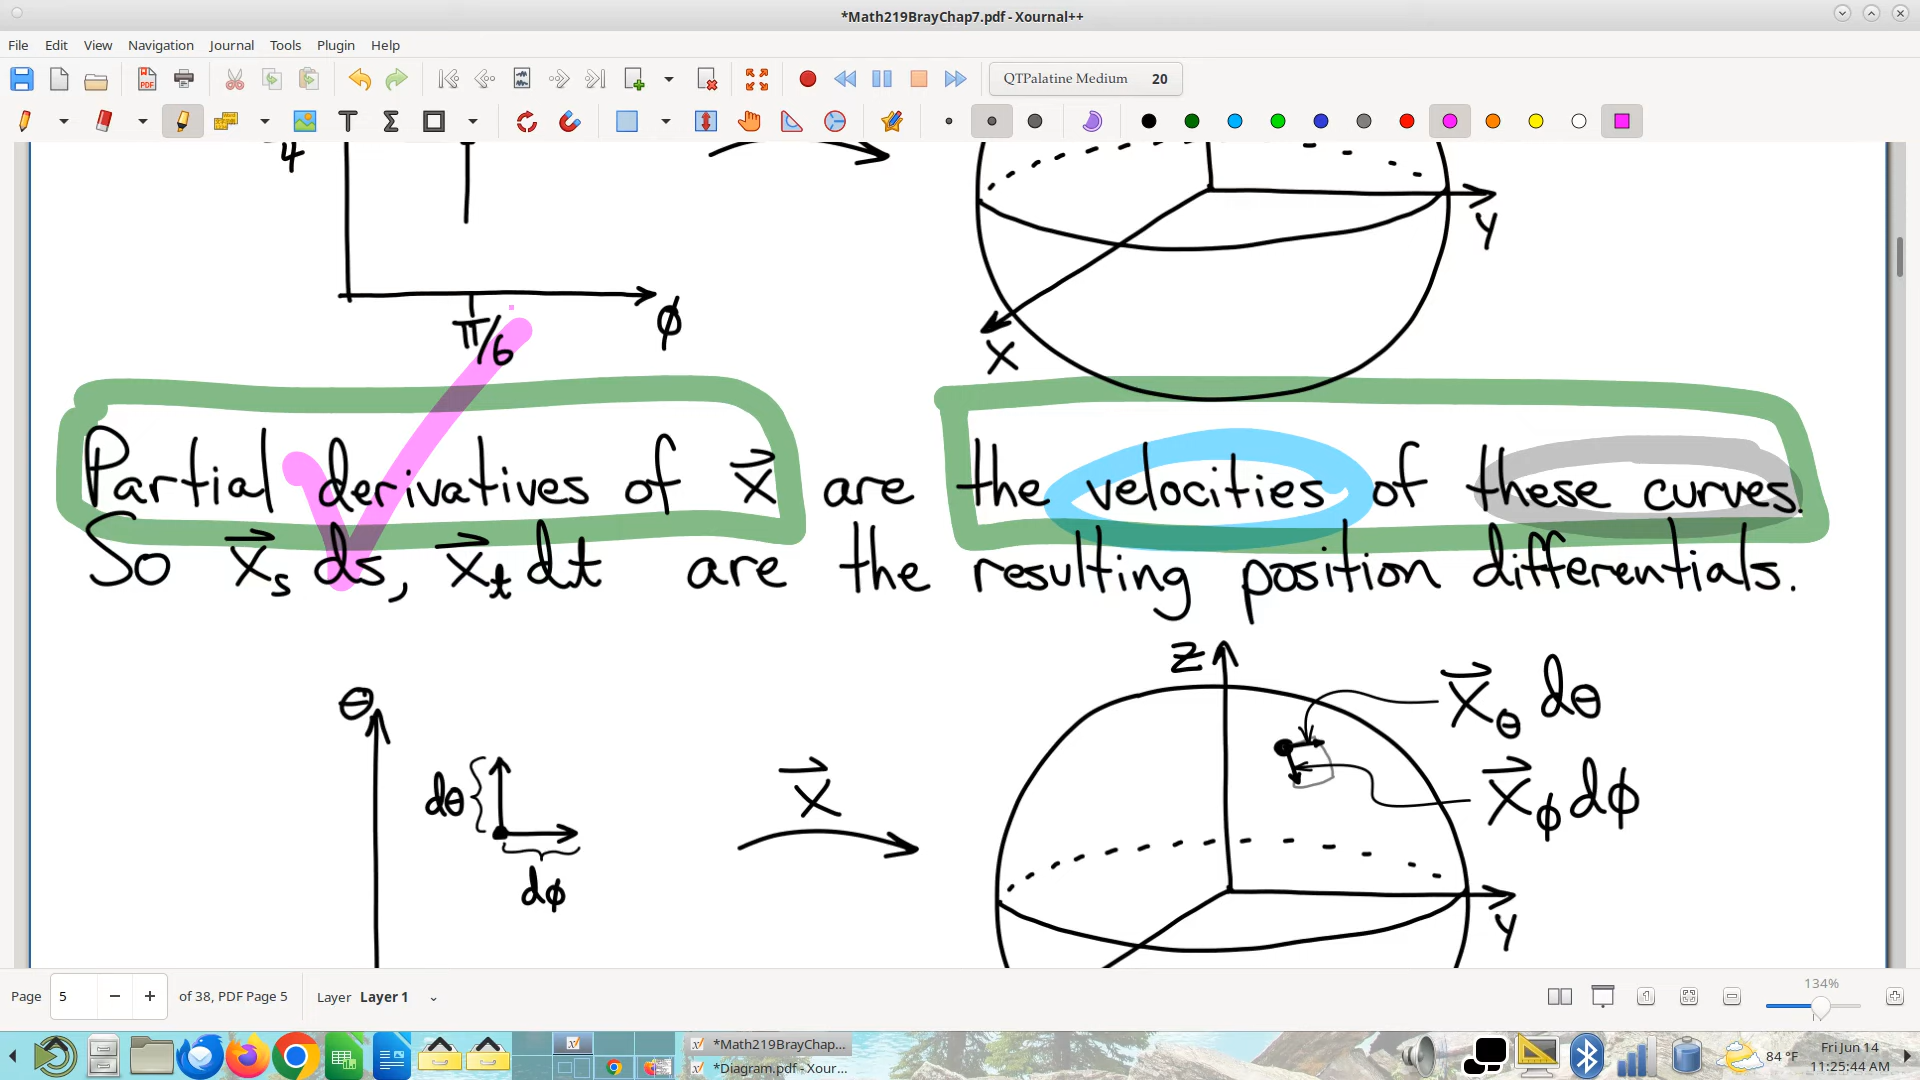 *Math219BrayChap7.pdf - Xournal++
File Edit View Navigation Journal Tools Plugin Help
QTPalatine Medium 20
4
y
x
π/6
ϕ
Partial derivatives of x⃗ are the velocities of these curves.
So x⃗ₛ ds, x⃗ₜ dt are the resulting position differentials.
z
x⃗_θ dθ
θ
dθ
x⃗
x⃗_ϕ dϕ
dϕ
y
Page 5 of 38, PDF Page 5 Layer Layer 1
134%
*Math219BrayChap...
*Diagram.pdf - Xour...
84 °F
Fri Jun 14
11:25:44 AM